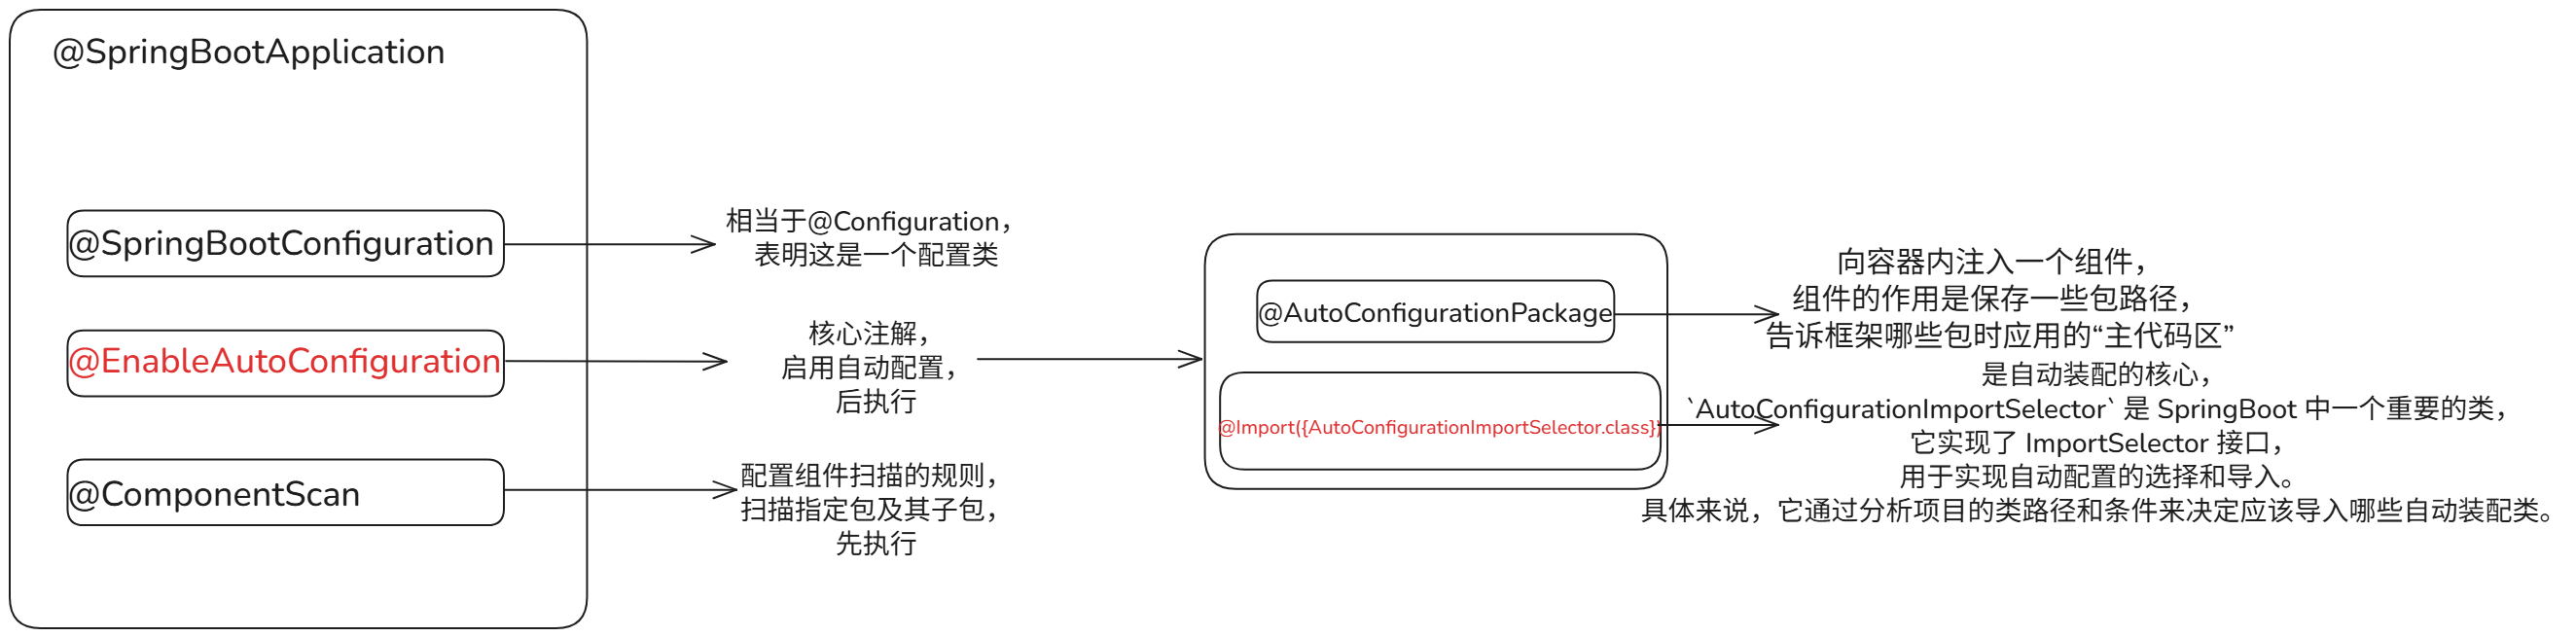 @SpringBootApplication
@SpringBootConfiguration
相当于@Configuration，
表明这是一个配置类
@EnableAutoConfiguration
核心注解，
启用自动配置，
后执行
@ComponentScan
配置组件扫描的规则，
扫描指定包及其子包，
先执行
@AutoConfigurationPackage
向容器内注入一个组件，
组件的作用是保存一些包路径，
告诉框架哪些包时应用的“主代码区”
@Import({AutoConfigurationImportSelector.class})
是自动装配的核心，
`AutoConfigurationImportSelector` 是 SpringBoot 中一个重要的类，
它实现了 ImportSelector 接口，
用于实现自动配置的选择和导入。
具体来说，它通过分析项目的类路径和条件来决定应该导入哪些自动装配类。